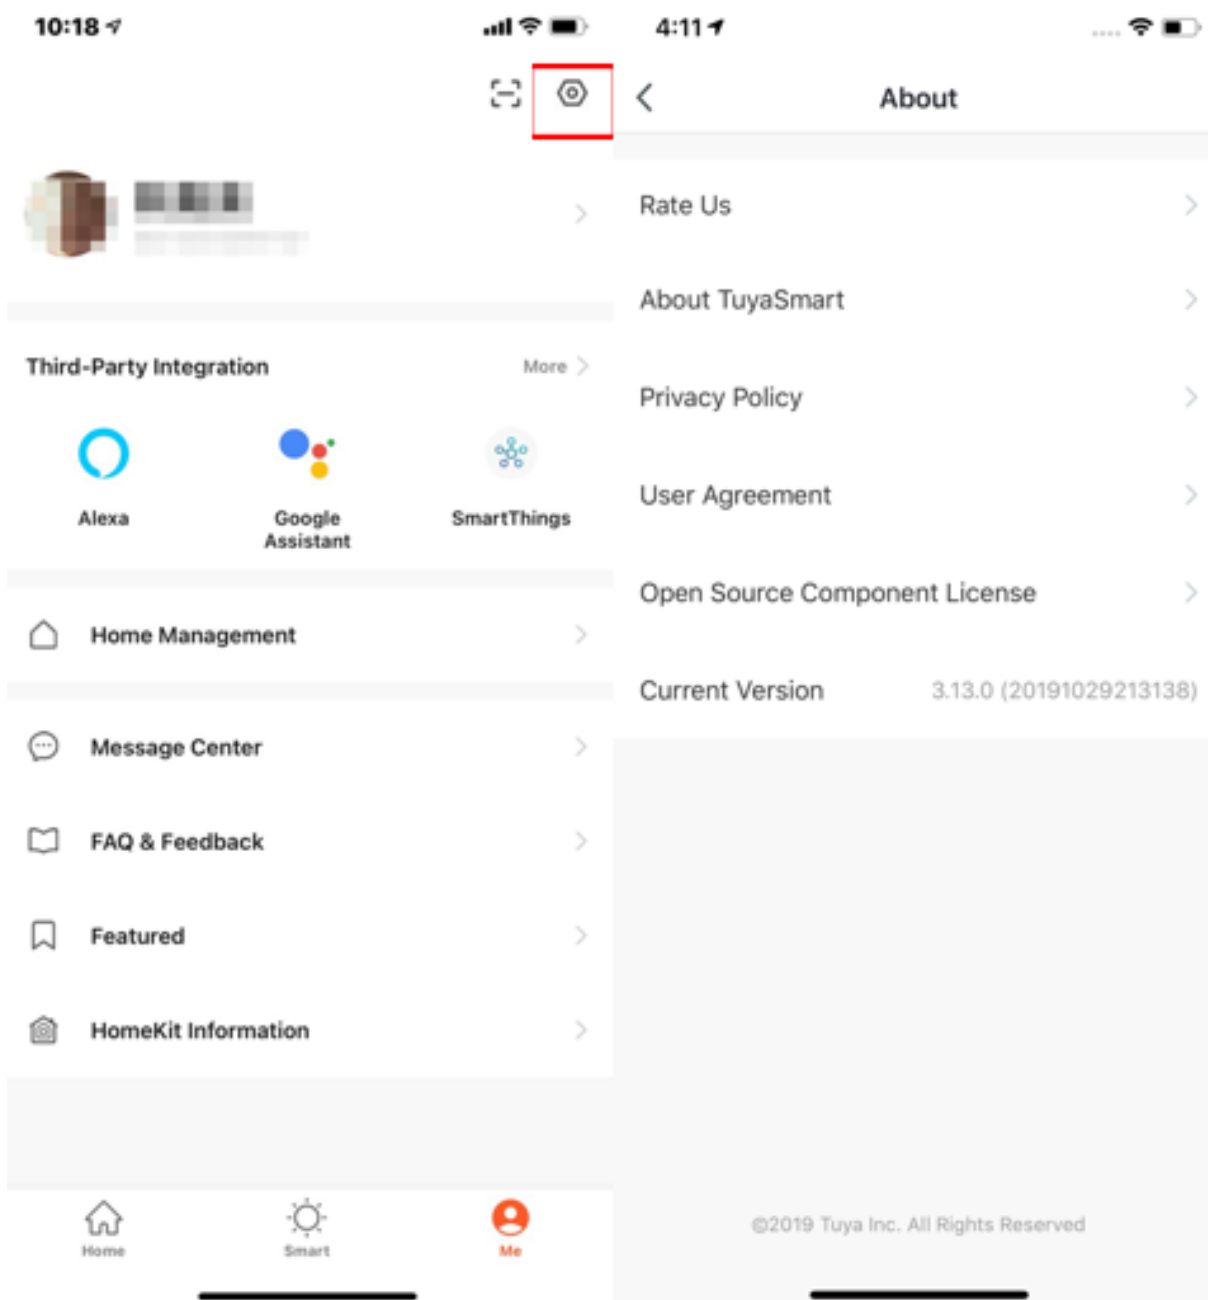 10:18
Third-Party Integration
More
Alexa
Google
Assistant
SmartThings
Home Management
Message Center
FAQ & Feedback
Featured
HomeKit Information
Home
Smart
Me
4:11
About
Rate Us
About TuyaSmart
Privacy Policy
User Agreement
Open Source Component License
Current Version 3.13.0 (20191029213138)
©2019 Tuya Inc. All Rights Reserved